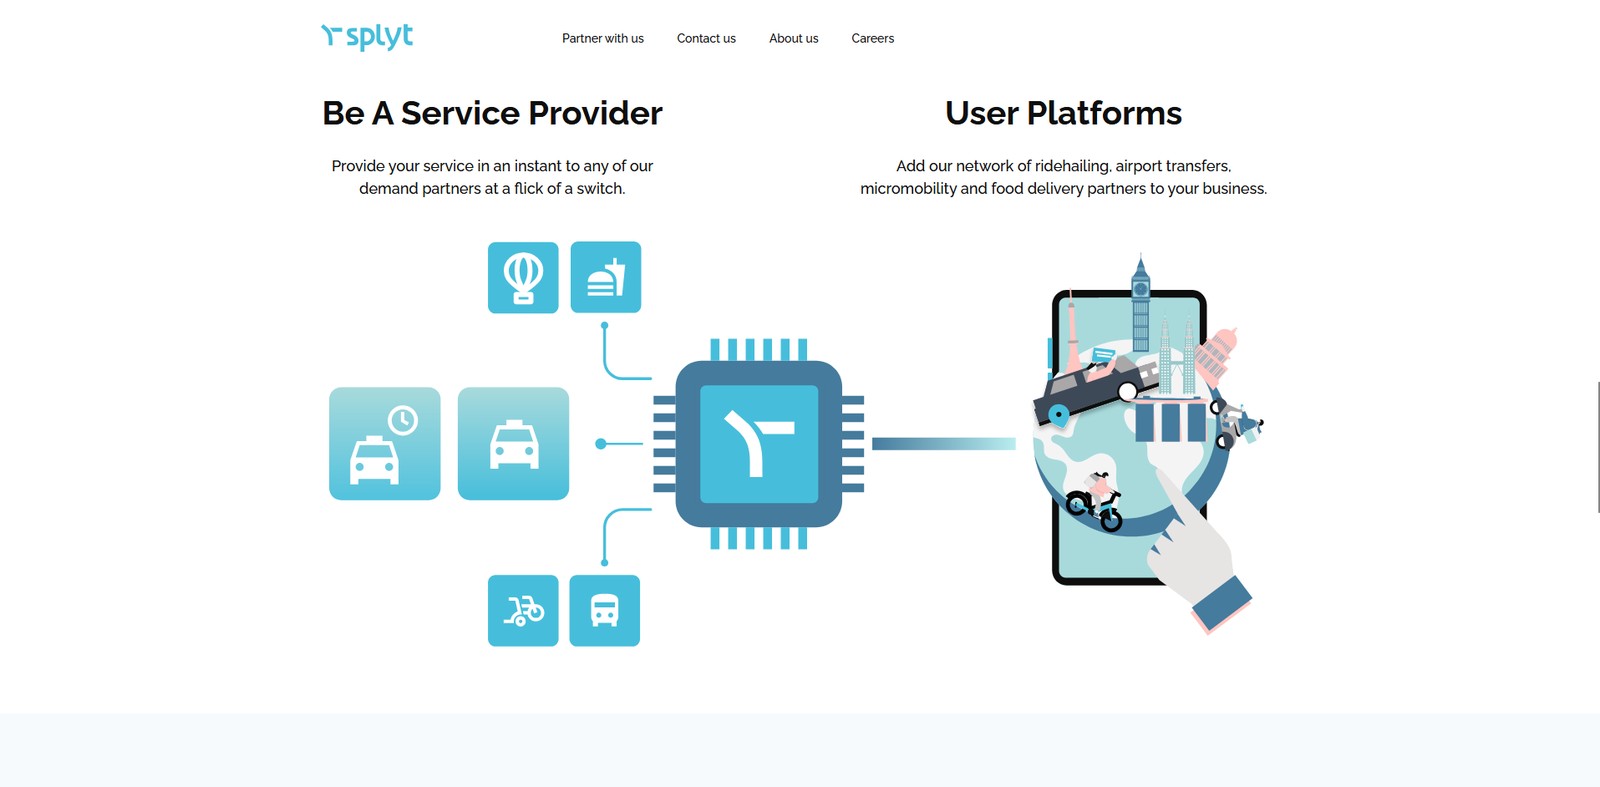 splyt
Partner with us
Contact us
About us
Careers
Be A Service Provider
Provide your service in an instant to any of our
demand partners at a flick of a switch.
User Platforms
Add our network of ridehailing, airport transfers,
micromobility and food delivery partners to your business.